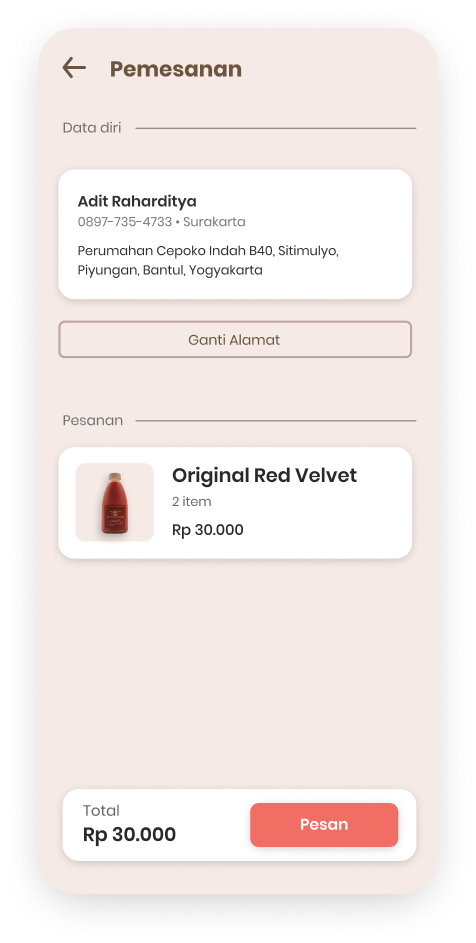 Pemesanan
Data diri
Adit Raharditya
0897-735-4733 • Surakarta
Perumahan Cepoko Indah B40, Sitimulyo,
Piyungan, Bantul, Yogyakarta
Ganti Alamat
Pesanan
Original Red Velvet
2 item
Rp 30.000
Total
Rp 30.000
Pesan